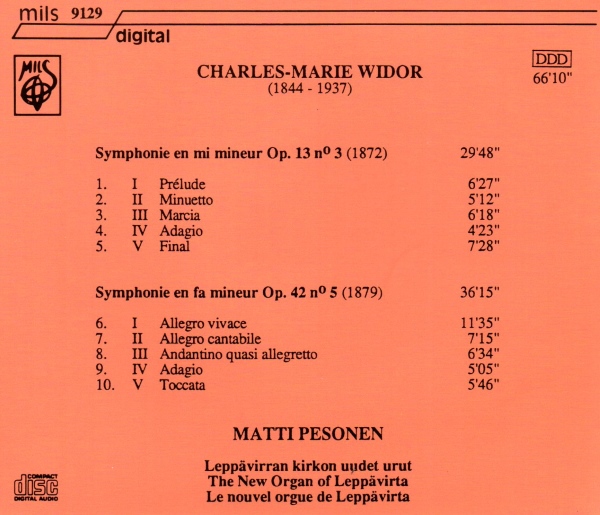 mils 9129
digital
MILS
DDD
CHARLES-MARIE WIDOR
66'10"
(1844 - 1937)
Symphonie en mi mineur Op. 13 nº 3 (1872) 29'48"
1. I Prélude 6'27"
2. II Minuetto 5'12"
3. III Marcia 6'18"
4. IV Adagio 4'23"
5. V Final 7'28"
Symphonie en fa mineur Op. 42 nº 5 (1879) 36'15"
6. I Allegro vivace 11'35"
7. II Allegro cantabile 7'15"
8. III Andantino quasi allegretto 6'34"
9. IV Adagio 5'05"
10. V Toccata 5'46"
MATTI PESONEN
Leppävirran kirkon uudet urut
The New Organ of Leppävirta
Le nouvel orgue de Leppävirta
COMPACT
disc
DIGITAL AUDIO